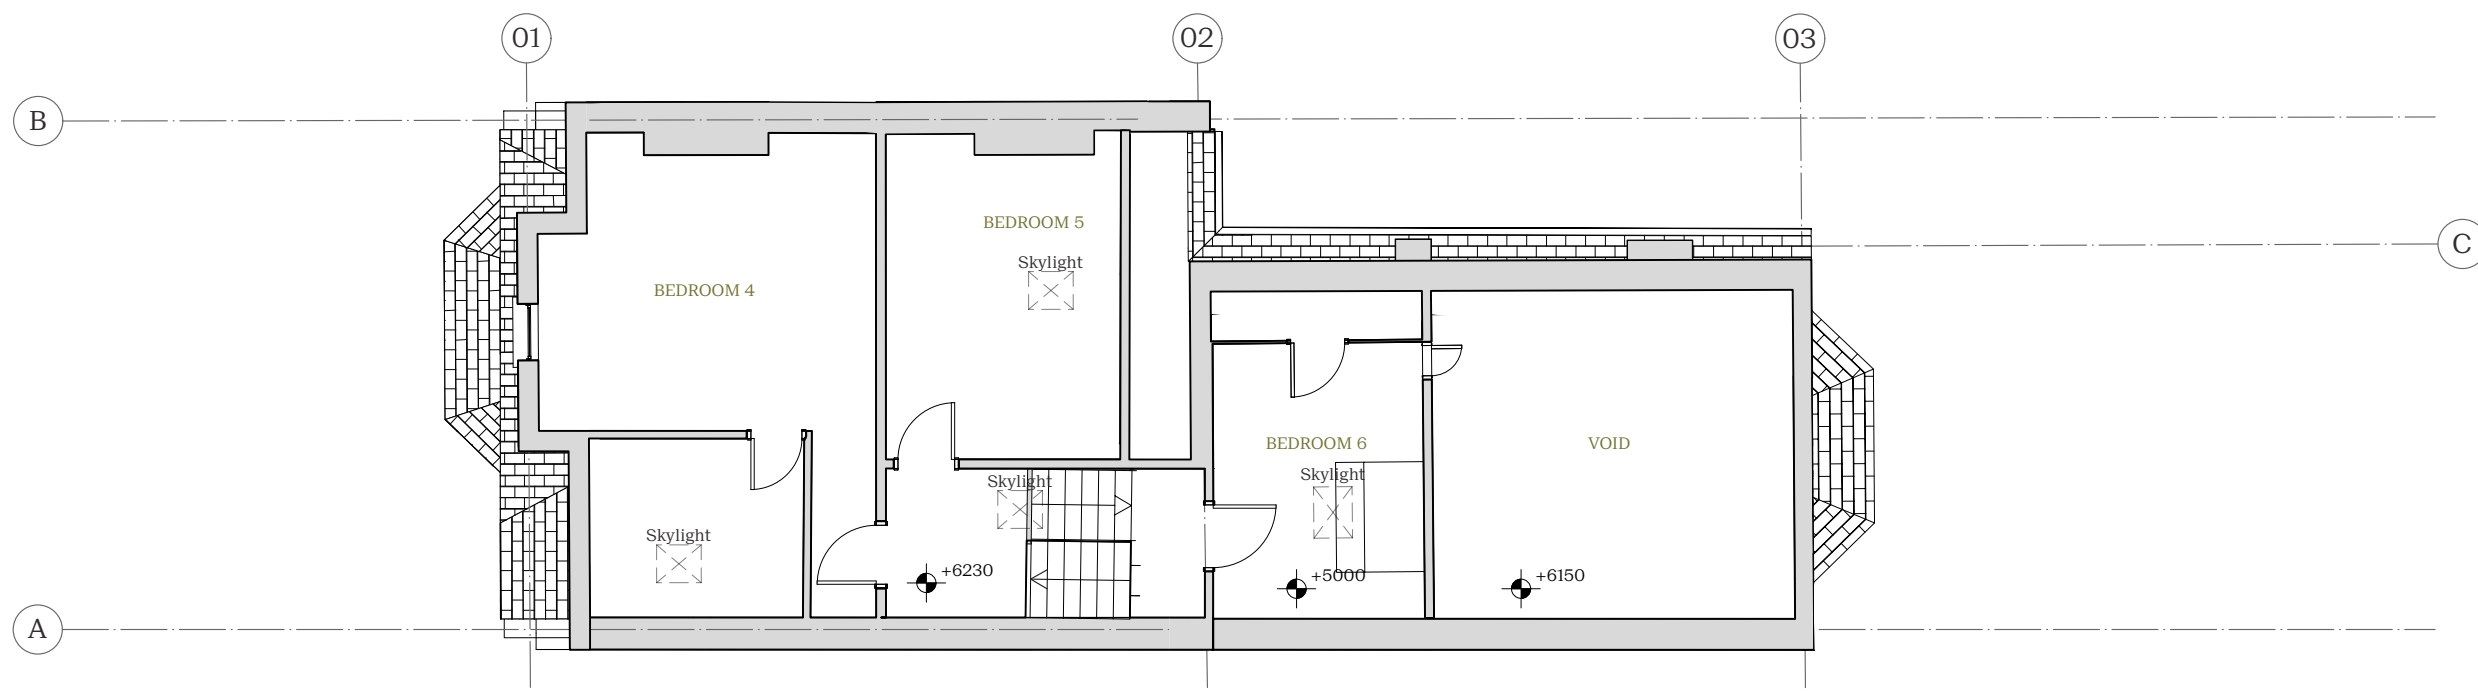 01
02
03
B
BEDROOM 5
C
Skylight
BEDROOM 4
BEDROOM 6
VOID
Skylight
Skylight
Skylight
+6230
+5000
+6150
A